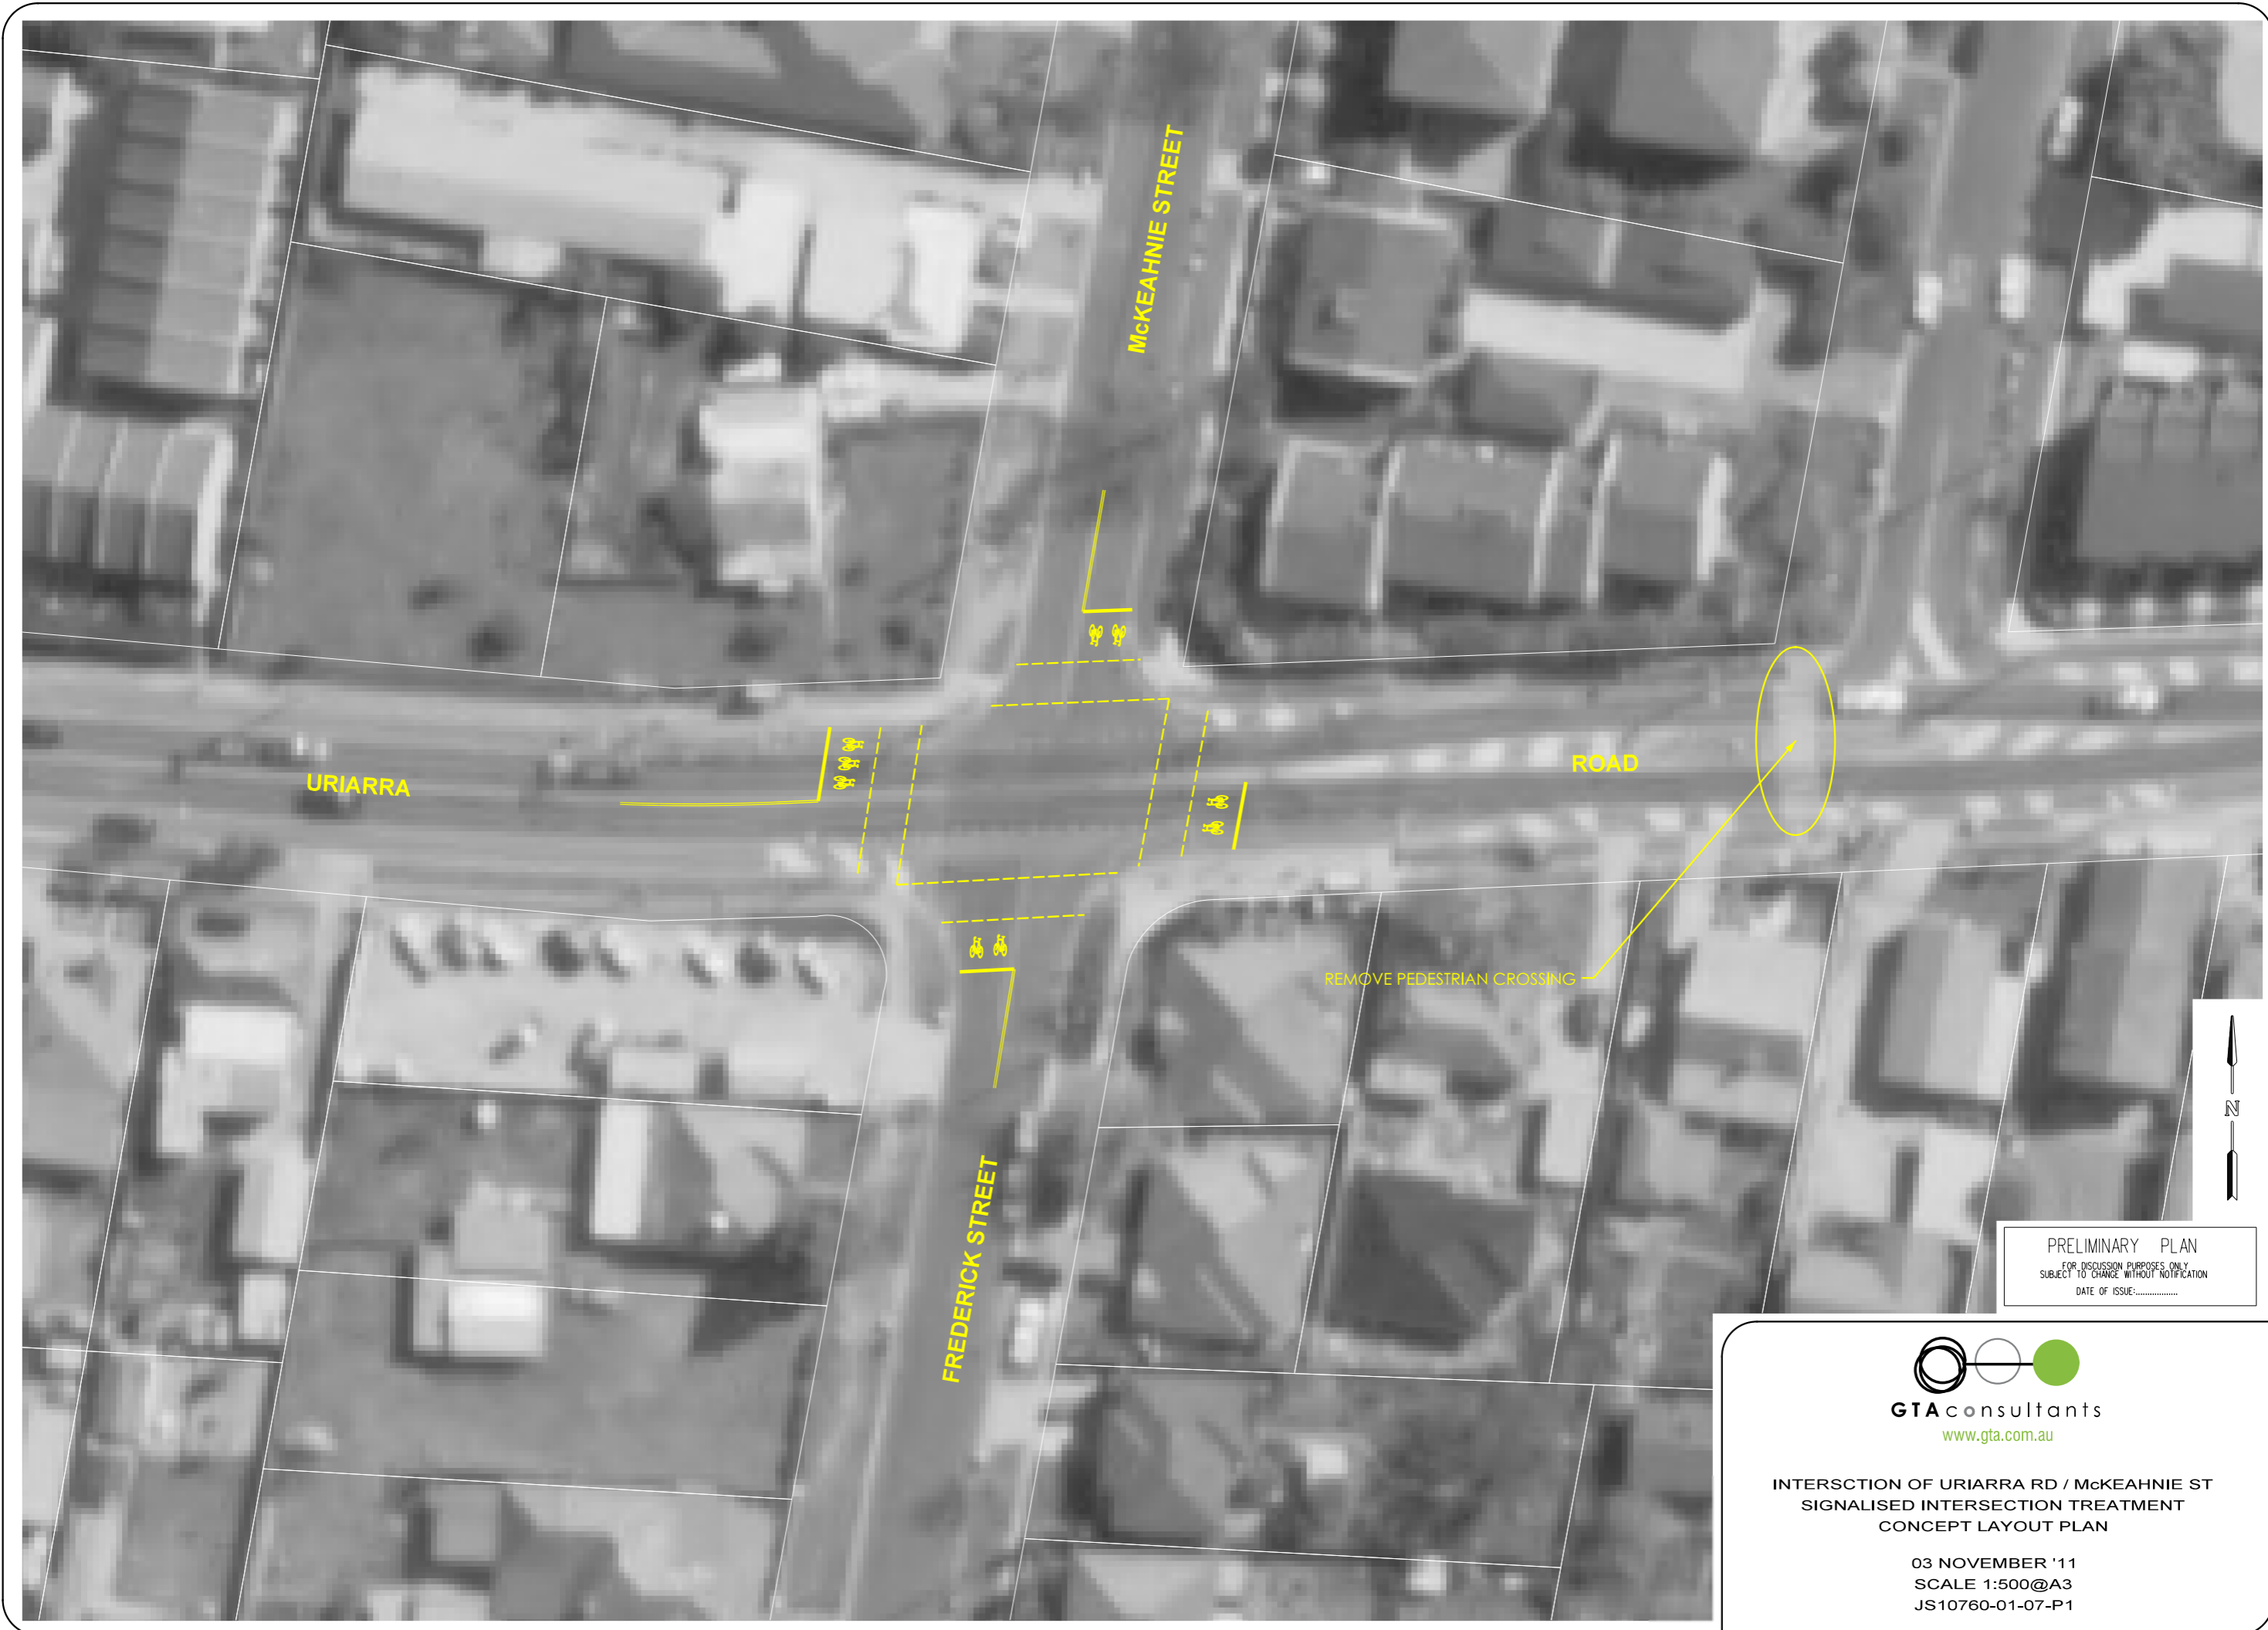 McKEAHNIE STREET
URIARRA
ROAD
REMOVE PEDESTRIAN CROSSING
FREDERICK STREET
N
PRELIMINARY PLAN
FOR DISCUSSION PURPOSES ONLY
SUBJECT TO CHANGE WITHOUT NOTIFICATION
DATE OF ISSUE:.................
GTAconsultants
www.gta.com.au
INTERSCTION OF URIARRA RD / McKEAHNIE ST
SIGNALISED INTERSECTION TREATMENT
CONCEPT LAYOUT PLAN
03 NOVEMBER '11
SCALE 1:500@A3
JS10760-01-07-P1